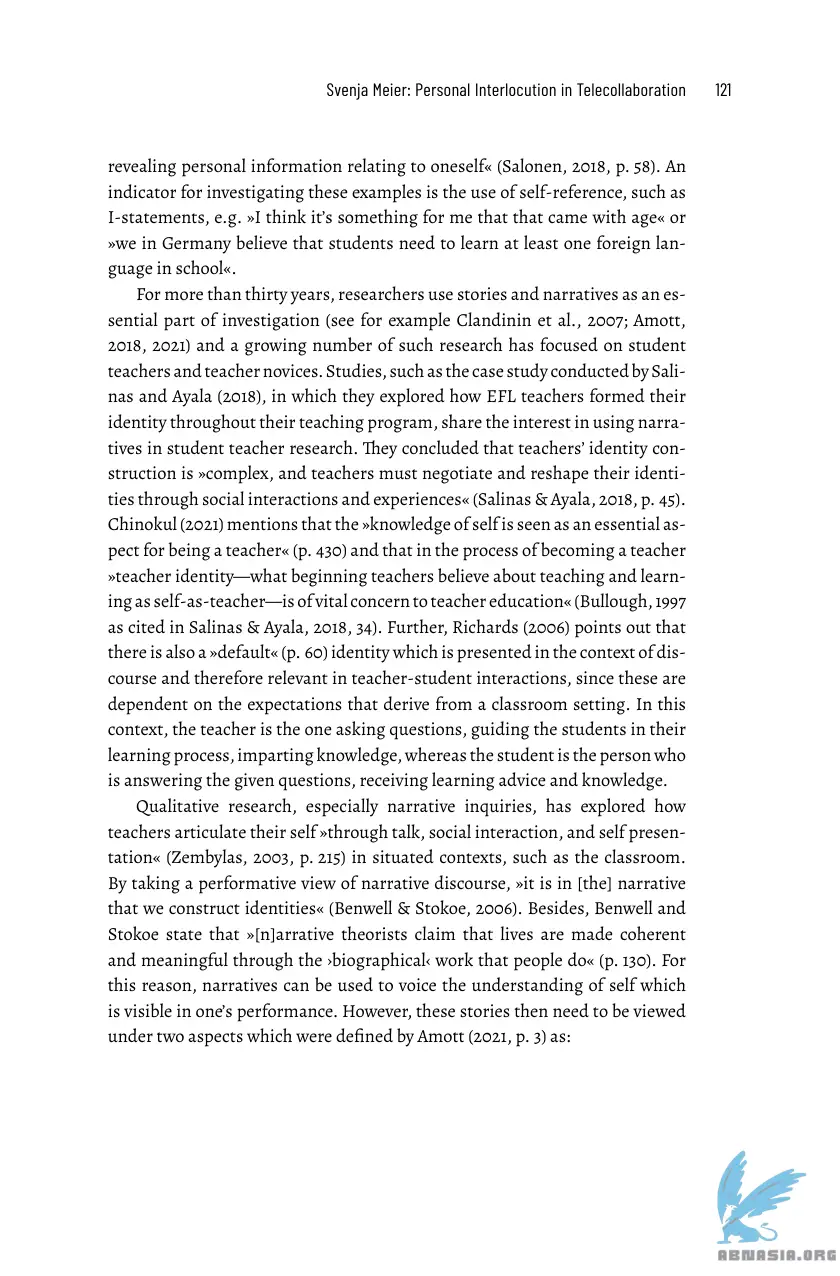 Svenja Meier: Personal Interlocution in Telecollaboration 121
revealing personal information relating to oneself« (Salonen, 2018, p. 58). An
indicator for investigating these examples is the use of self-reference, such as
I-statements, e.g. »I think it’s something for me that that came with age« or
»we in Germany believe that students need to learn at least one foreign lan-
guage in school«.
For more than thirty years, researchers use stories and narratives as an es-
sential part of investigation (see for example Clandinin et al., 2007; Amott,
2018, 2021) and a growing number of such research has focused on student
teachers and teacher novices. Studies, such as the case study conducted by Sali-
nas and Ayala (2018), in which they explored how EFL teachers formed their
identity throughout their teaching program, share the interest in using narra-
tives in student teacher research. They concluded that teachers’ identity con-
struction is »complex, and teachers must negotiate and reshape their identi-
ties through social interactions and experiences« (Salinas & Ayala, 2018, p. 45).
Chinokul (2021) mentions that the »knowledge of self is seen as an essential as-
pect for being a teacher« (p. 430) and that in the process of becoming a teacher
»teacher identity—what beginning teachers believe about teaching and learn-
ing as self-as-teacher—is of vital concern to teacher education« (Bullough, 1997
as cited in Salinas & Ayala, 2018, 34). Further, Richards (2006) points out that
there is also a »default« (p. 60) identity which is presented in the context of dis-
course and therefore relevant in teacher-student interactions, since these are
dependent on the expectations that derive from a classroom setting. In this
context, the teacher is the one asking questions, guiding the students in their
learning process, imparting knowledge, whereas the student is the person who
is answering the given questions, receiving learning advice and knowledge.
Qualitative research, especially narrative inquiries, has explored how
teachers articulate their self »through talk, social interaction, and self presen-
tation« (Zembylas, 2003, p. 215) in situated contexts, such as the classroom.
By taking a performative view of narrative discourse, »it is in [the] narrative
that we construct identities« (Benwell & Stokoe, 2006). Besides, Benwell and
Stokoe state that »[n]arrative theorists claim that lives are made coherent
and meaningful through the ›biographical‹ work that people do« (p. 130). For
this reason, narratives can be used to voice the understanding of self which
is visible in one’s performance. However, these stories then need to be viewed
under two aspects which were defined by Amott (2021, p. 3) as:
ABNASIA.ORG